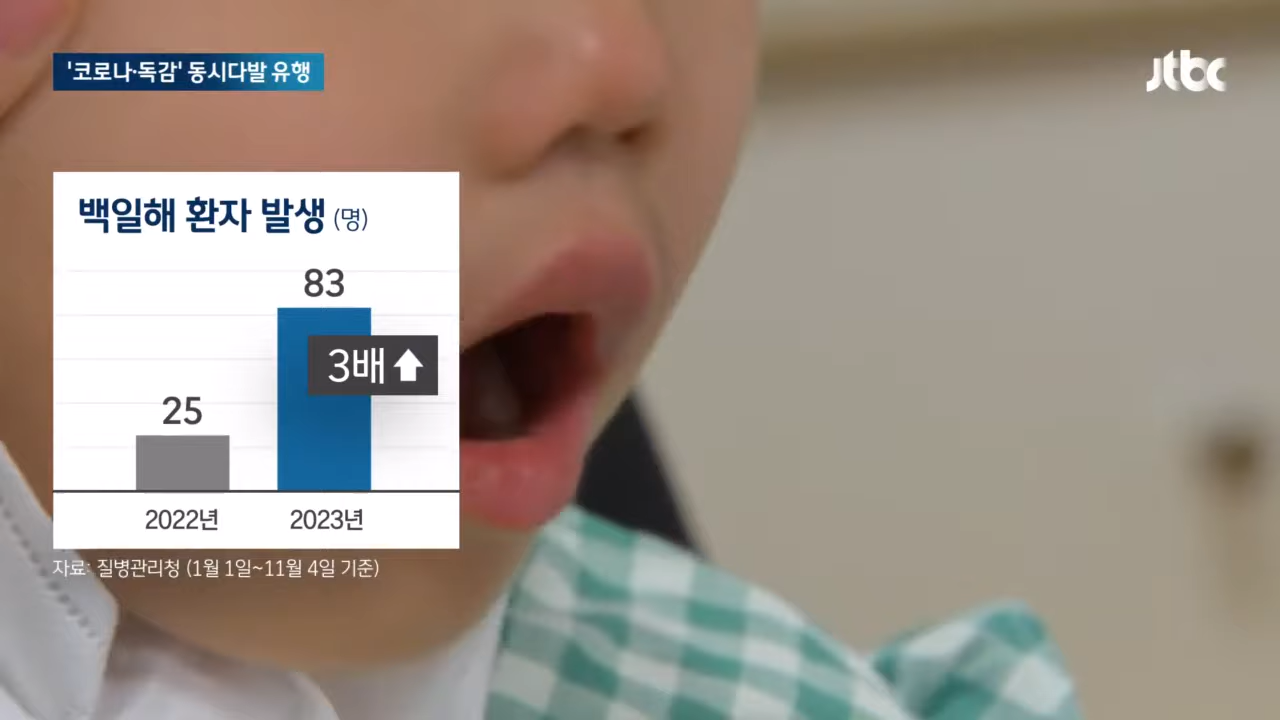 '코로나·독감' 동시다발 유행
jtbc
백일해 환자 발생 (명)
83
3배
25
2022년 2023년
자료: 질병관리청 (1월 1일~11월 4일 기준)